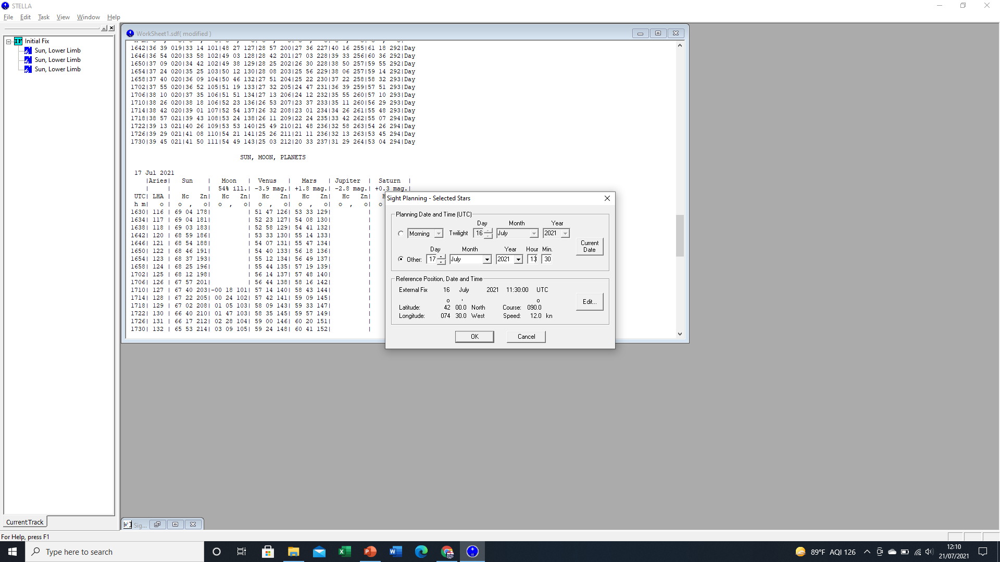 STELLA
File Edit Task View Window Help
Initial Fix
Sun, Lower Limb
Sun, Lower Limb
Sun, Lower Limb
CurrentTrack
WorkSheet1.sdf( modified )
1642|36 39 019|33 14 101|48 27 127|28 57 200|27 36 227|40 16 255|61 18 292|Day
1646|36 54 020|33 58 102|49 03 128|28 42 201|27 03 228|39 33 256|60 36 292|Day
1650|37 09 020|34 42 102|49 38 129|28 25 202|26 30 228|38 50 257|59 55 292|Day
1654|37 24 020|35 25 103|50 12 130|28 08 203|25 56 229|38 06 257|59 14 292|Day
1658|37 40 020|36 09 104|50 46 132|27 51 204|25 22 230|37 22 258|58 32 293|Day
1702|37 55 020|36 52 105|51 19 133|27 32 205|24 47 231|36 39 259|57 51 293|Day
1706|38 10 020|37 35 106|51 51 134|27 13 206|24 12 232|35 55 260|57 10 293|Day
1710|38 26 020|38 18 106|52 23 136|26 53 207|23 37 233|35 11 260|56 29 293|Day
1714|38 42 020|39 01 107|52 54 137|26 32 208|23 01 234|34 26 261|55 48 293|Day
1718|38 57 021|39 43 108|53 24 138|26 11 209|22 24 235|33 42 262|55 07 294|Day
1722|39 13 021|40 26 109|53 53 140|25 49 210|21 48 236|32 58 263|54 26 294|Day
1726|39 29 021|41 08 110|54 21 141|25 26 211|21 11 236|32 13 263|53 45 294|Day
1730|39 45 021|41 50 111|54 49 143|25 03 212|20 33 237|31 29 264|53 04 294|Day
SUN, MOON, PLANETS
17 Jul 2021
|Aries| Sun | Moon | Venus | Mars | Jupiter | Saturn |
| | | 54% ill.| -3.9 mag.| +1.8 mag.| -2.8 mag.| +0.3 mag.|
UTC| LHA | Hc Zn| Hc Zn| Hc Zn| Hc Zn| Hc Zn| H
h m| o | o , o| o , o| o , o| o , o| o , o| o
1630| 116 | 69 04 178| | 51 47 126| 53 33 129| |
1634| 117 | 69 04 181| | 52 23 127| 54 08 130| |
1638| 118 | 69 03 183| | 52 58 129| 54 41 132| |
1642| 120 | 68 59 186| | 53 33 130| 55 14 133| |
1646| 121 | 68 54 188| | 54 07 131| 55 47 134| |
1650| 122 | 68 46 191| | 54 40 133| 56 18 136| |
1654| 123 | 68 37 193| | 55 12 134| 56 49 137| |
1658| 124 | 68 25 196| | 55 44 135| 57 19 139| |
1702| 125 | 68 12 198| | 56 14 137| 57 48 140| |
1706| 126 | 67 57 201| | 56 44 138| 58 16 142| |
1710| 127 | 67 40 203|-00 18 101| 57 14 140| 58 43 144| |
1714| 128 | 67 22 205| 00 24 102| 57 42 141| 59 09 145| |
1718| 129 | 67 02 208| 01 05 103| 58 09 143| 59 33 147| |
1722| 130 | 66 40 210| 01 47 103| 58 35 145| 59 57 149| |
1726| 131 | 66 17 212| 02 28 104| 59 00 146| 60 20 151| |
1730| 132 | 65 53 214| 03 09 105| 59 24 148| 60 41 152| |
Sight Planning - Selected Stars
Planning Date and Time (UTC)
Day Month Year
Morning Twilight 16 July 2021
Current Date
Day Month Year Hour Min.
Other: 17 July 2021 13 30
Reference Position, Date and Time
External Fix 16 July 2021 11:30:00 UTC
o ' o
Latitude: 42 00.0 North Course: 090.0
Longitude: 074 30.0 West Speed: 12.0 kn
Edit...
OK Cancel
Sig...
For Help, press F1
Type here to search
89°F AQI 126
12:10
21/07/2021